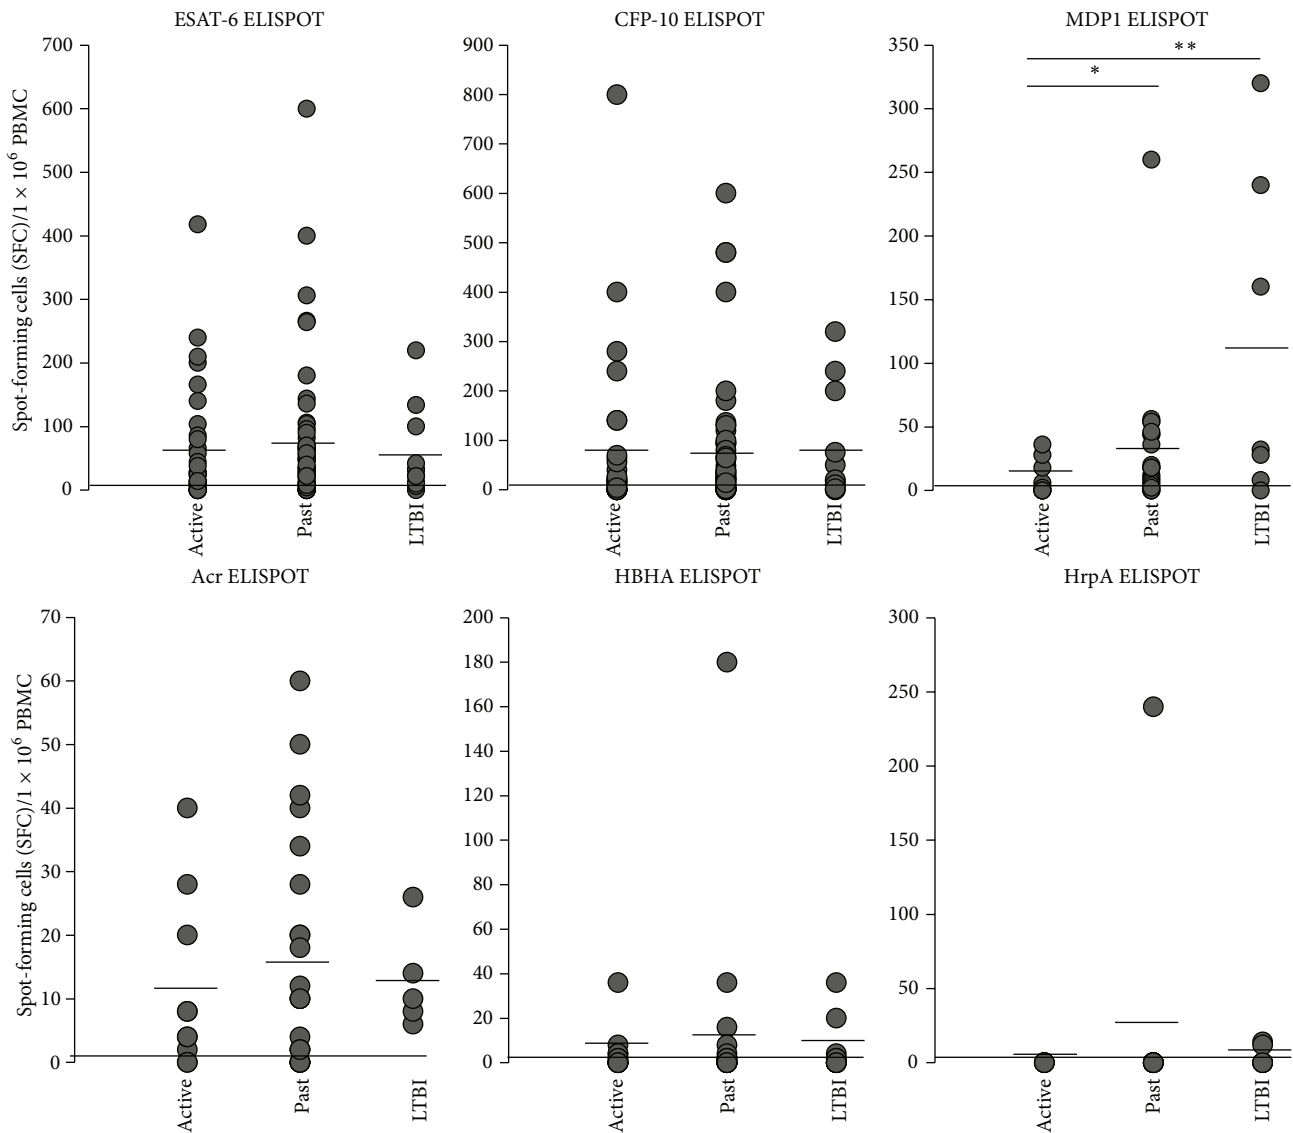 ESAT-6 ELISPOT
700
600
500
400
300
200
100
0
Spot-forming cells (SFC)/1 × 10⁶ PBMC
Active
Past
LTBI
CFP-10 ELISPOT
900
800
700
600
500
400
300
200
100
0
Active
Past
LTBI
MDP1 ELISPOT
350
300
250
200
150
100
50
0
**
*
Active
Past
LTBI
Acr ELISPOT
70
60
50
40
30
20
10
0
Spot-forming cells (SFC)/1 × 10⁶ PBMC
Active
Past
LTBI
HBHA ELISPOT
200
180
160
140
120
100
80
60
40
20
0
Active
Past
LTBI
HrpA ELISPOT
300
250
200
150
100
50
0
Active
Past
LTBI